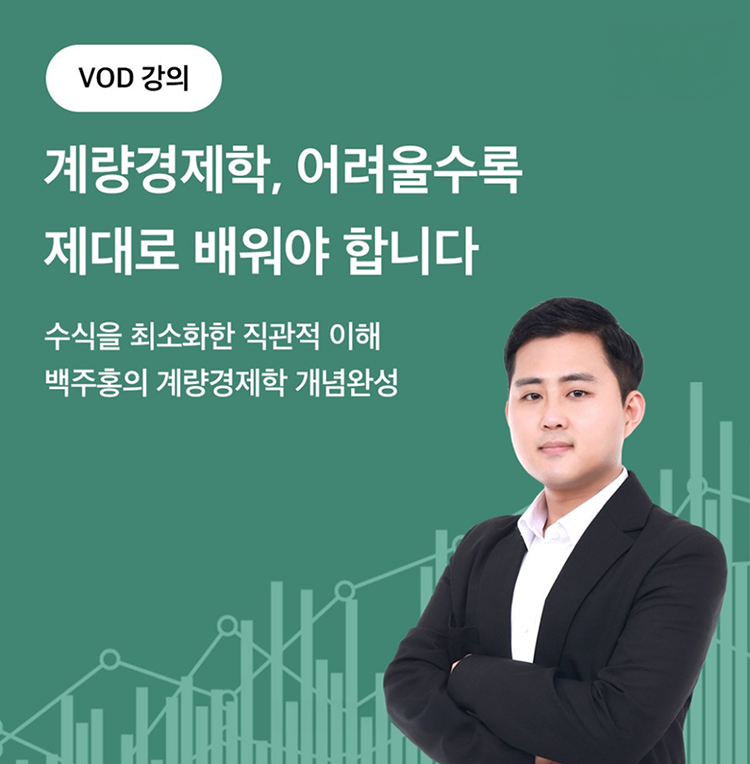 VOD 강의
계량경제학, 어려울수록
제대로 배워야 합니다
수식을 최소화한 직관적 이해
백주홍의 계량경제학 개념완성